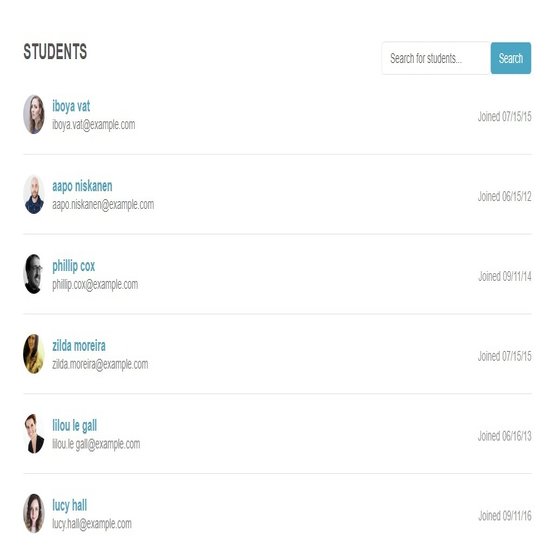 STUDENTS
Search for students...
Search
iboya vat
iboya.vat@example.com
Joined 07/15/15
aapo niskanen
aapo.niskanen@example.com
Joined 06/15/12
phillip cox
phillip.cox@example.com
Joined 09/11/14
zilda moreira
zilda.moreira@example.com
Joined 07/15/15
lilou le gall
lilou.le gall@example.com
Joined 06/16/13
lucy hall
lucy.hall@example.com
Joined 09/11/16